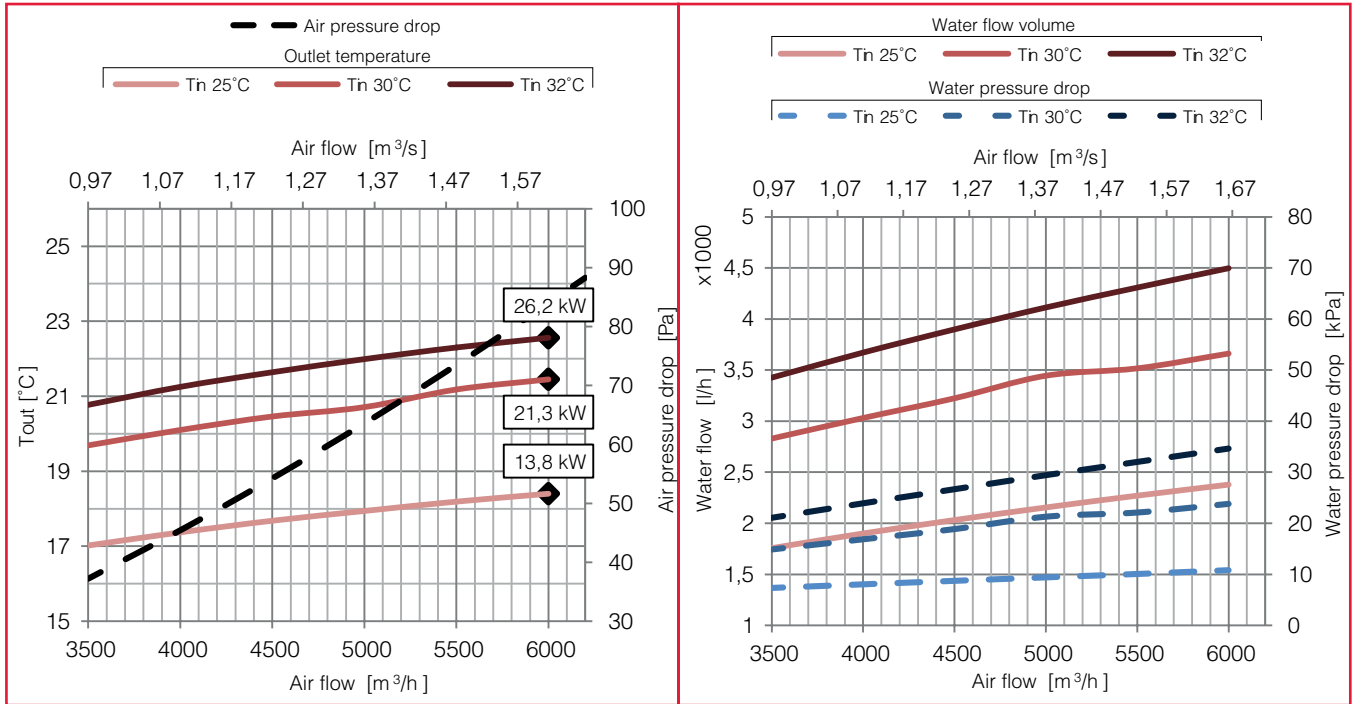 Air pressure drop
Outlet temperature
Tin 25°C Tin 30°C Tin 32°C
Air flow [m³/s]
0,97 1,07 1,17 1,27 1,37 1,47 1,57
100
90
80
70
60
50
40
30
Air pressure drop [Pa]
25
23
21
19
17
15
Tout [°C]
26,2 kW
21,3 kW
13,8 kW
3500 4000 4500 5000 5500 6000
Air flow [m³/h]
Water flow volume
Tin 25°C Tin 30°C Tin 32°C
Water pressure drop
Tin 25°C Tin 30°C Tin 32°C
Air flow [m³/s]
0,97 1,07 1,17 1,27 1,37 1,47 1,57 1,67
5
4,5
4
3,5
3
2,5
2
1,5
1
Water flow [l/h] x1000
80
70
60
50
40
30
20
10
0
Water pressure drop [kPa]
3500 4000 4500 5000 5500 6000
Air flow [m³/h]